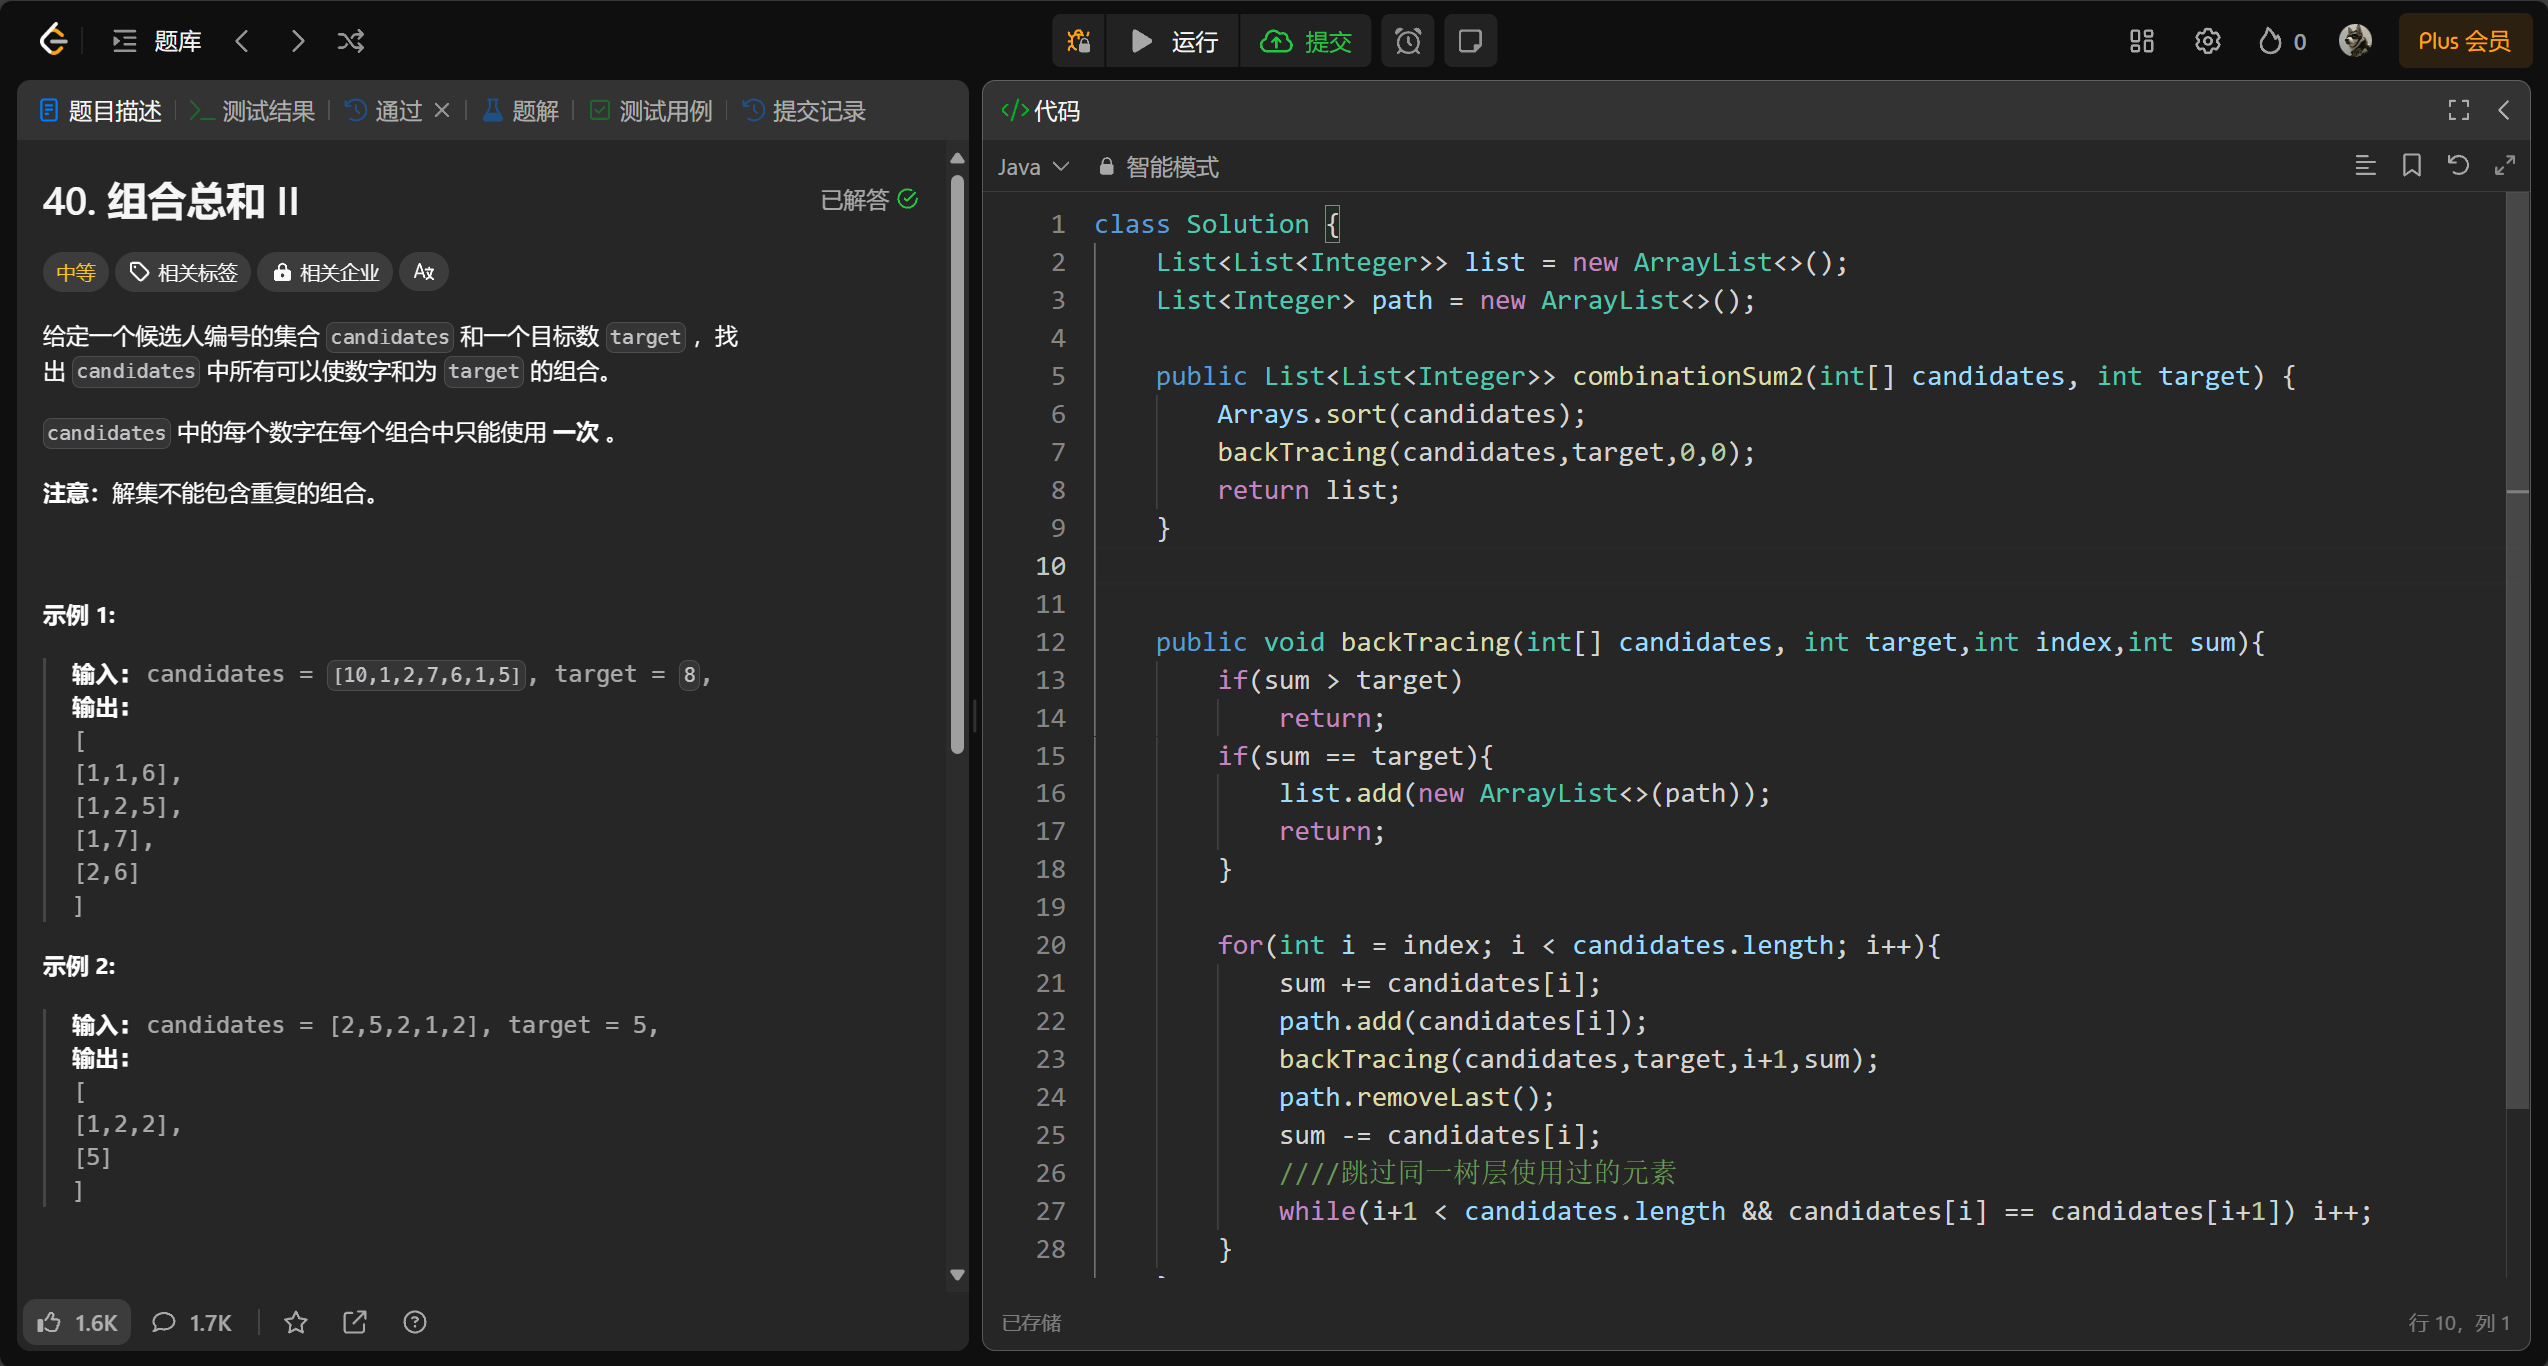 题库
运行
提交
0
Plus 会员
题目描述
测试结果
通过
题解
测试用例
提交记录
40. 组合总和 II
已解答
中等
相关标签
相关企业
给定一个候选人编号的集合 candidates 和一个目标数 target ，找
出 candidates 中所有可以使数字和为 target 的组合。
candidates 中的每个数字在每个组合中只能使用 一次 。
注意：解集不能包含重复的组合。
示例 1:
输入: candidates = [10,1,2,7,6,1,5], target = 8,
输出:
[
[1,1,6],
[1,2,5],
[1,7],
[2,6]
]
示例 2:
输入: candidates = [2,5,2,1,2], target = 5,
输出:
[
[1,2,2],
[5]
]
1.6K
1.7K
</>代码
Java
智能模式
1 class Solution {
2     List<List<Integer>> list = new ArrayList<>();
3     List<Integer> path = new ArrayList<>();
4
5     public List<List<Integer>> combinationSum2(int[] candidates, int target) {
6         Arrays.sort(candidates);
7         backTracing(candidates,target,0,0);
8         return list;
9     }
10
11
12     public void backTracing(int[] candidates, int target,int index,int sum){
13         if(sum > target)
14             return;
15         if(sum == target){
16             list.add(new ArrayList<>(path));
17             return;
18         }
19
20         for(int i = index; i < candidates.length; i++){
21             sum += candidates[i];
22             path.add(candidates[i]);
23             backTracing(candidates,target,i+1,sum);
24             path.removeLast();
25             sum -= candidates[i];
26             ////跳过同一树层使用过的元素
27             while(i+1 < candidates.length && candidates[i] == candidates[i+1]) i++;
28         }
已存储
行 10，列 1